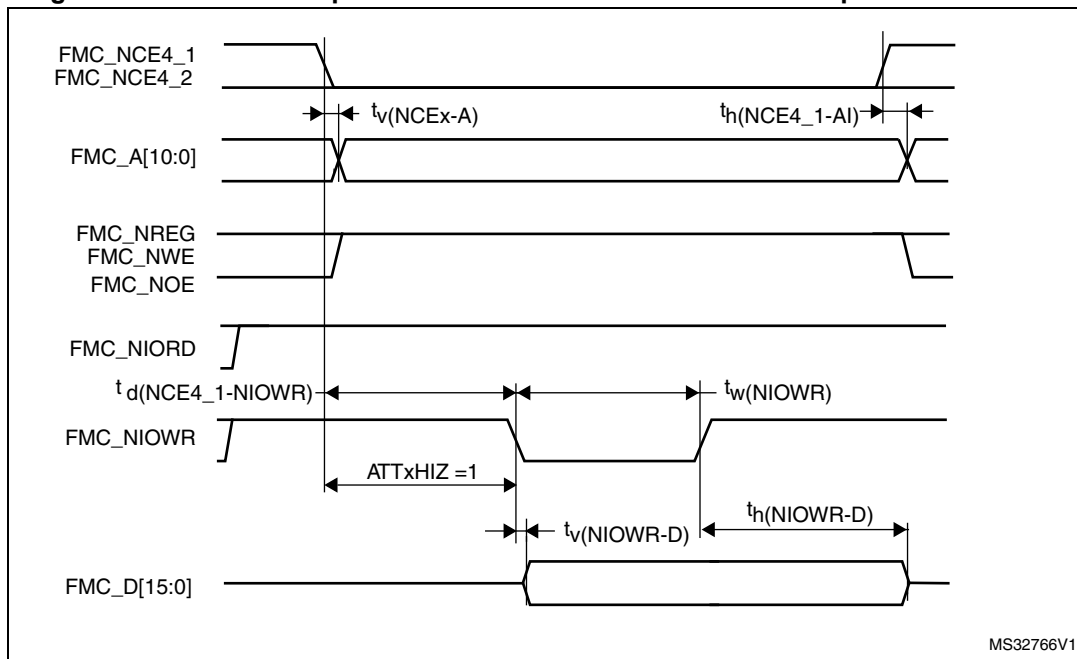 FMC_NCE4_1
FMC_NCE4_2
tv(NCEx-A)
th(NCE4_1-AI)
FMC_A[10:0]
FMC_NREG
FMC_NWE
FMC_NOE
FMC_NIORD
td(NCE4_1-NIOWR)
tw(NIOWR)
FMC_NIOWR
ATTxHIZ =1
th(NIOWR-D)
tv(NIOWR-D)
FMC_D[15:0]
MS32766V1